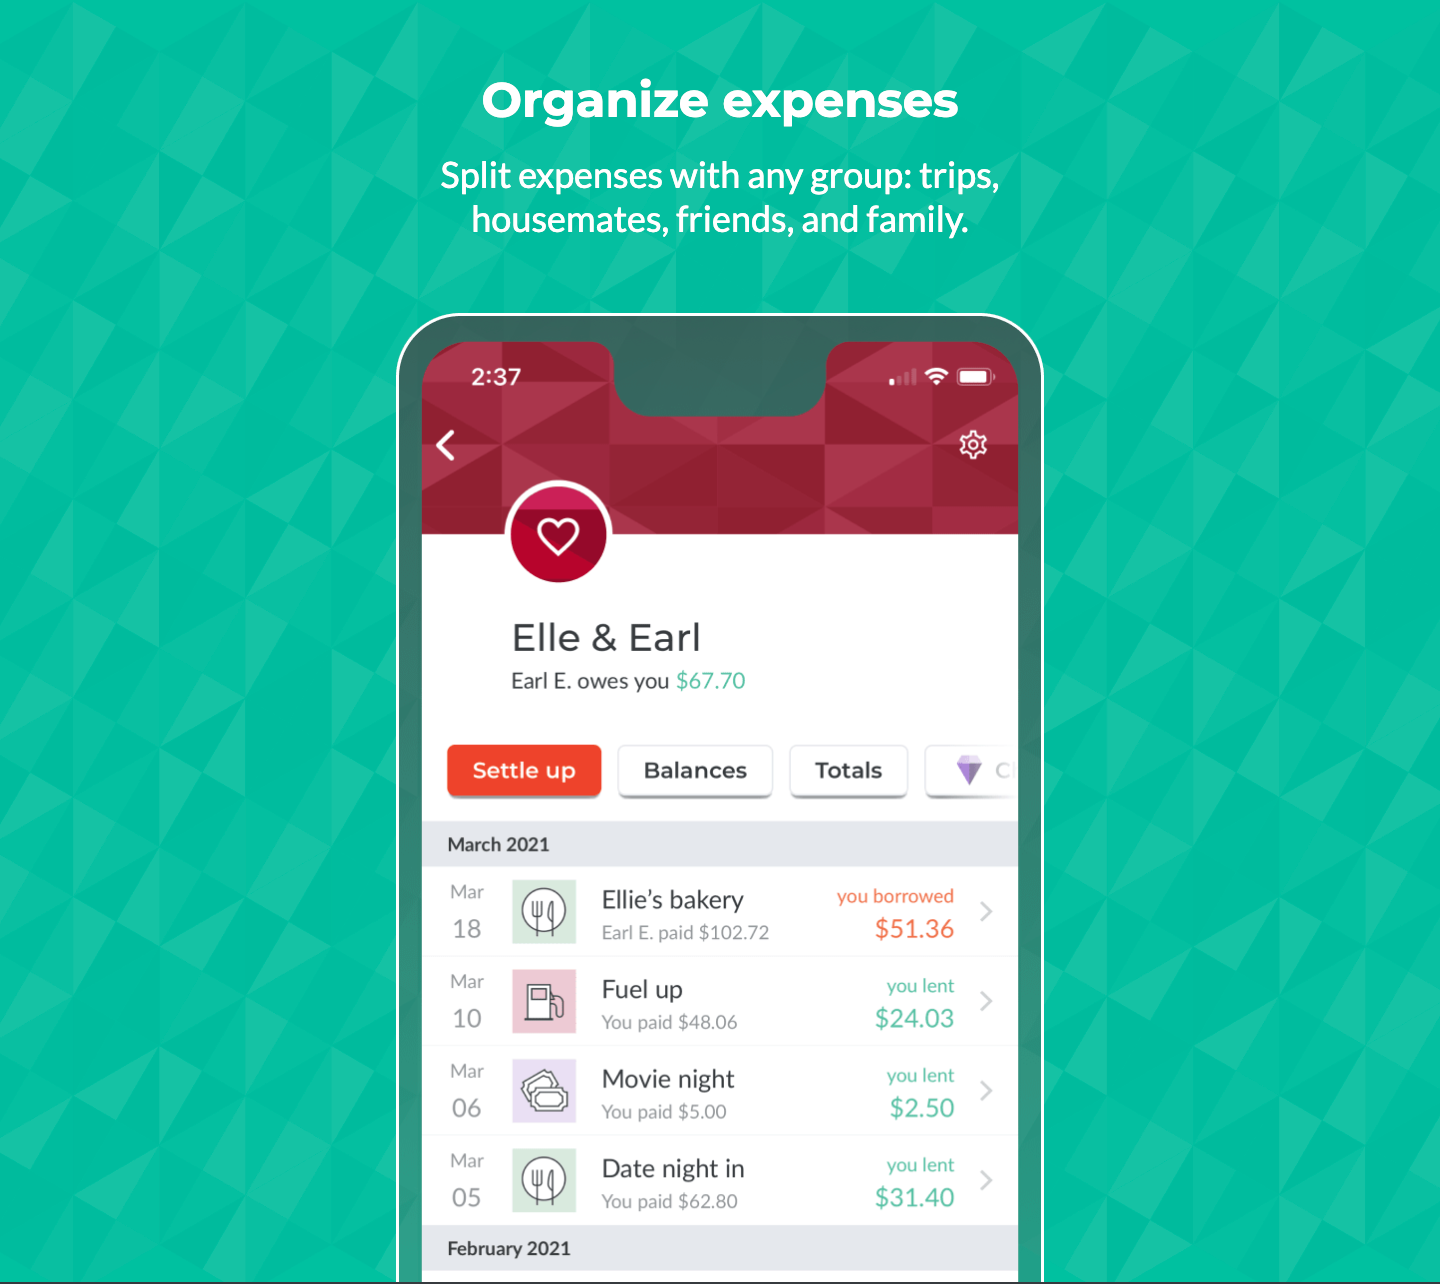 Organize expenses
Split expenses with any group: trips,
housemates, friends, and family.
2:37
Elle & Earl
Earl E. owes you $67.70
Settle up
Balances
Totals
March 2021
Mar
18
Ellie’s bakery
Earl E. paid $102.72
you borrowed
$51.36
Mar
10
Fuel up
You paid $48.06
you lent
$24.03
Mar
06
Movie night
You paid $5.00
you lent
$2.50
Mar
05
Date night in
You paid $62.80
you lent
$31.40
February 2021